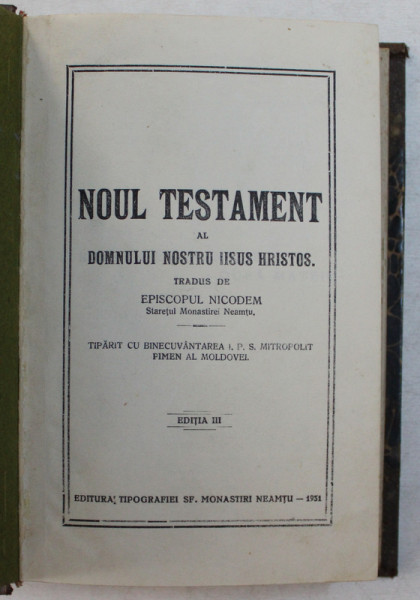 NOUL TESTAMENT
AL
DOMNULUI NOSTRU IISUS HRISTOS.
TRADUS DE
EPISCOPUL NICODEM
Starețul Monastirei Neamțu.
TIPĂRIT CU BINECUVÂNTAREA I. P. S. MITROPOLIT
PIMEN AL MOLDOVEI.
EDIȚIA III
EDITURA TIPOGRAFIEI SF. MONASTIRI NEAMȚU — 1931